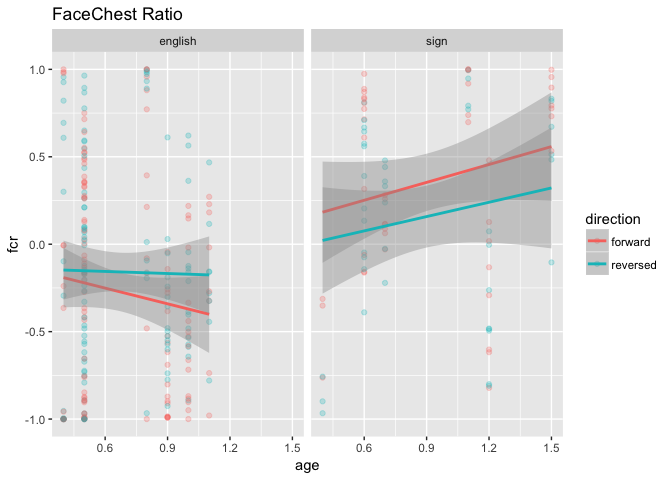 FaceChest Ratio
english sign
1.0
0.5
0.0
-0.5
-1.0
fcr
0.6 0.9 1.2 1.5 0.6 0.9 1.2 1.5
age
direction
forward
reversed